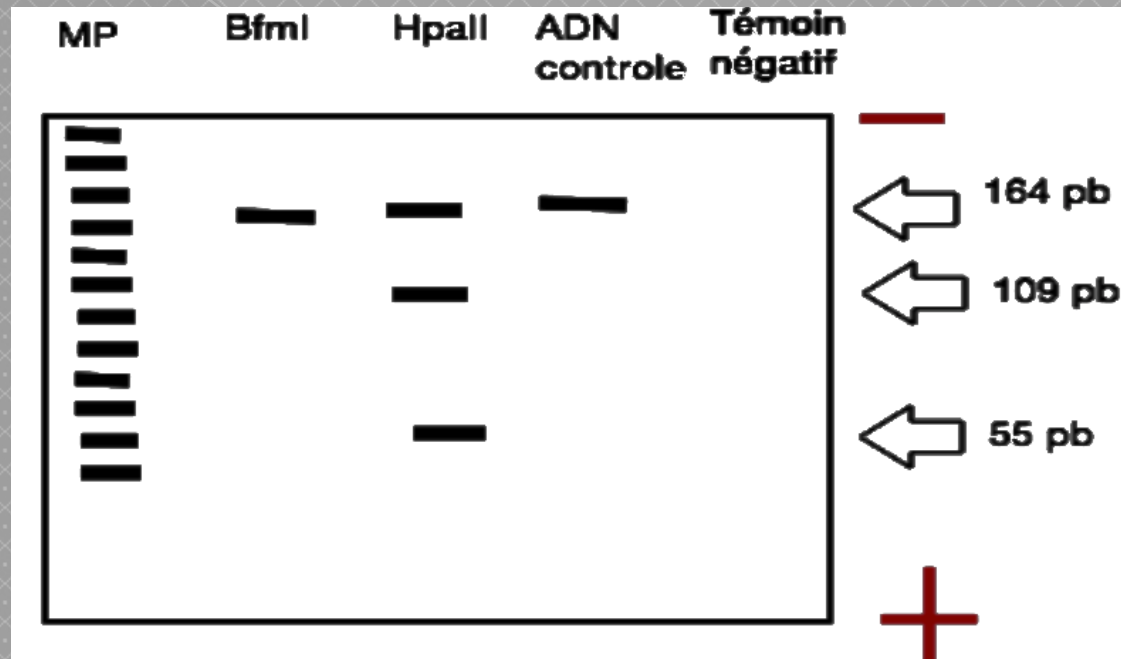 MP
BfmI
HpaII
ADN
controle
Témoin
négatif
164 pb
109 pb
55 pb